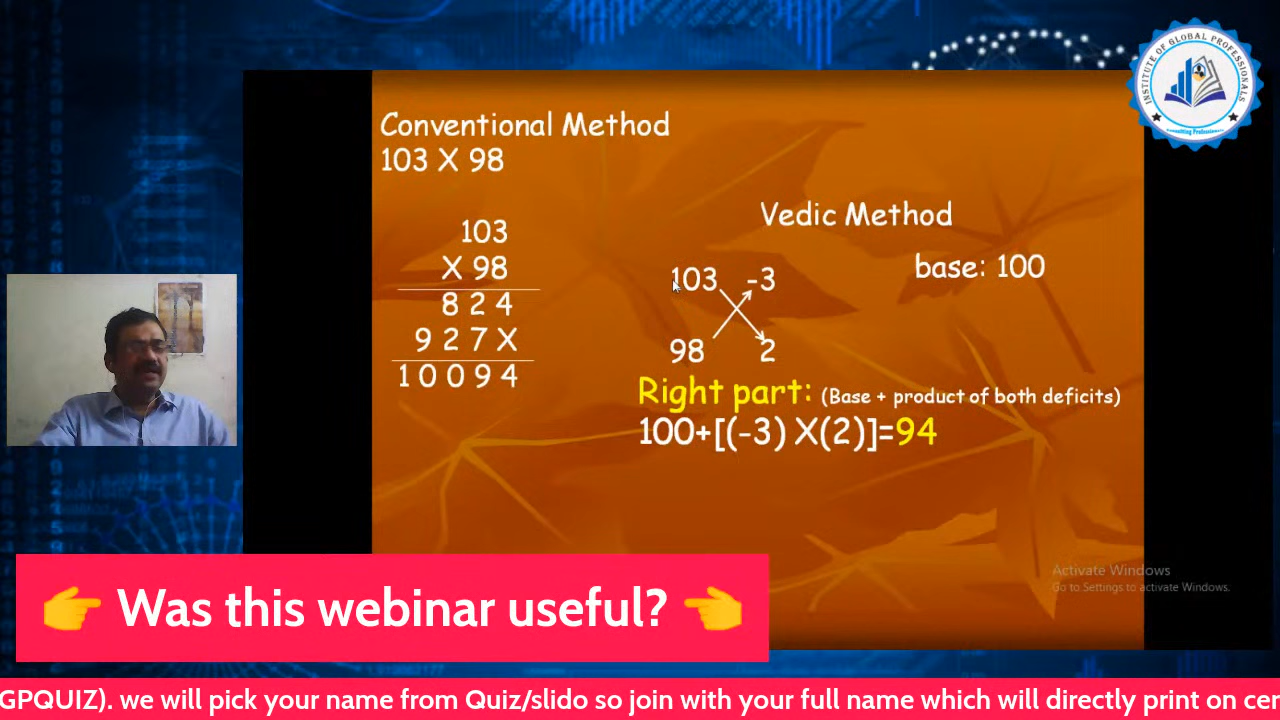 INSTITUTE OF GLOBAL PROFESSIONALS
Conventional Method
103 X 98
103
X 98
8 2 4
9 2 7 X
1 0 0 9 4
Vedic Method
base: 100
103 -3
98 2
Right part: (Base + product of both deficits)
100+[(-3) X(2)]=94
Activate Windows
Go to Settings to activate Windows.
👉 Was this webinar useful? 👈
GPQUIZ). we will pick your name from Quiz/slido so join with your full name which will directly print on cer